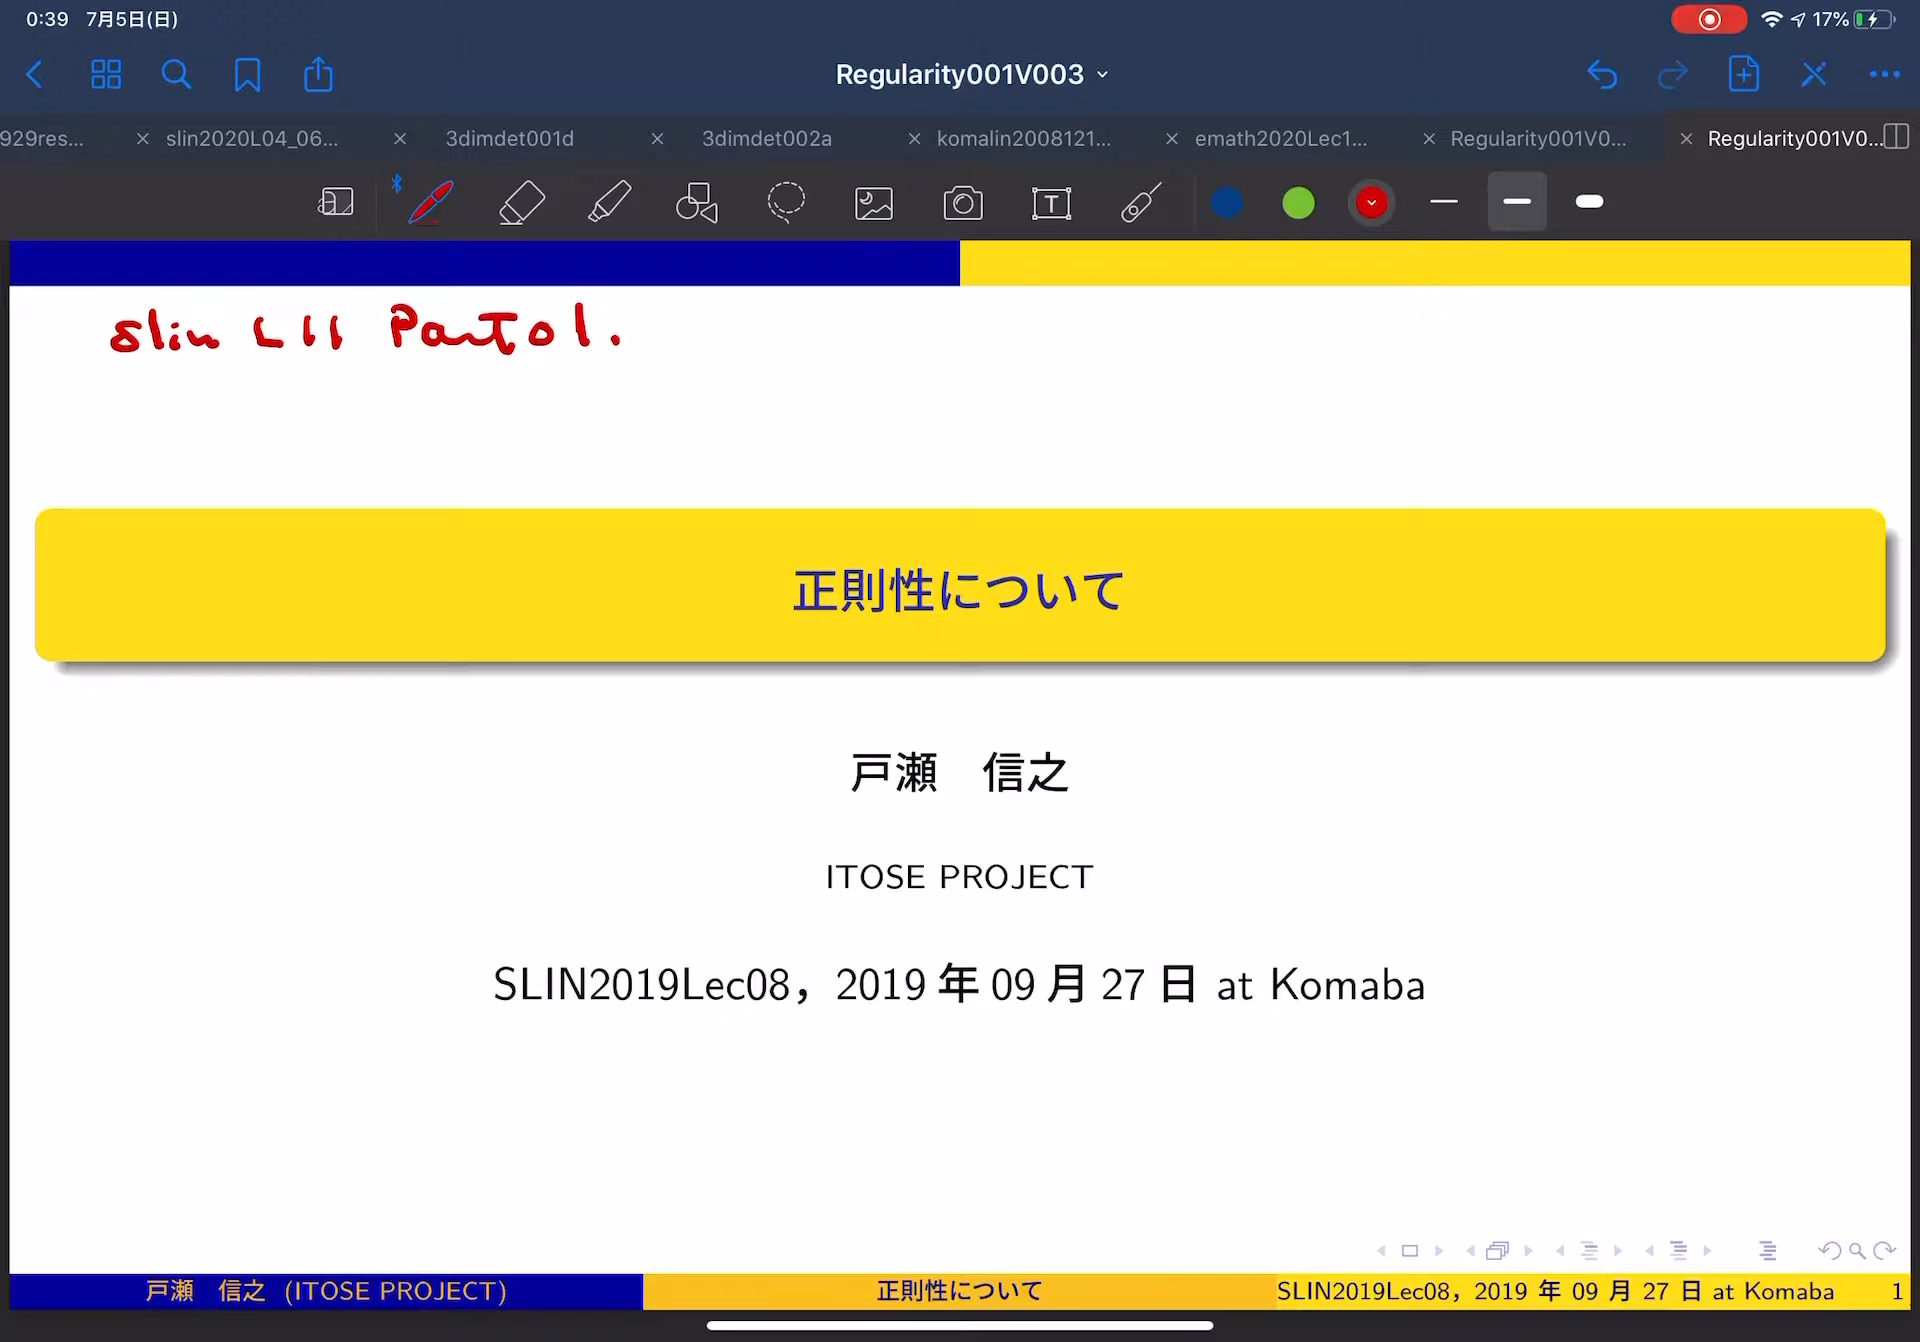 0:39 7月5日(日)
17%
Regularity001V003
929res... slin2020L04_06... 3dimdet001d 3dimdet002a komalin2008121... emath2020Lec1... Regularity001V0... Regularity001V0...
slin L11 Part01.
正則性について
戸瀬 信之
ITOSE PROJECT
SLIN2019Lec08, 2019 年 09 月 27 日 at Komaba
戸瀬 信之 (ITOSE PROJECT) 正則性について SLIN2019Lec08, 2019 年 09 月 27 日 at Komaba 1